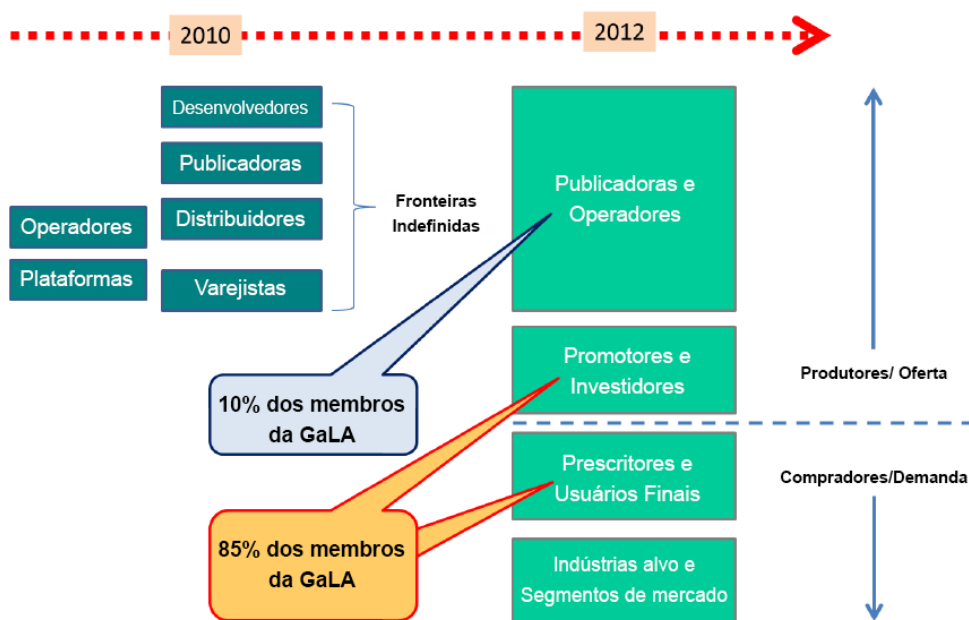 2010
2012
Desenvolvedores
Publicadoras
Operadores
Distribuidores
Plataformas
Varejistas
Fronteiras
Indefinidas
Publicadoras e
Operadores
Promotores e
Investidores
Prescritores e
Usuários Finais
Indústrias alvo e
Segmentos de mercado
10% dos membros
da GaLA
85% dos membros
da GaLA
Produtores/ Oferta
Compradores/Demanda